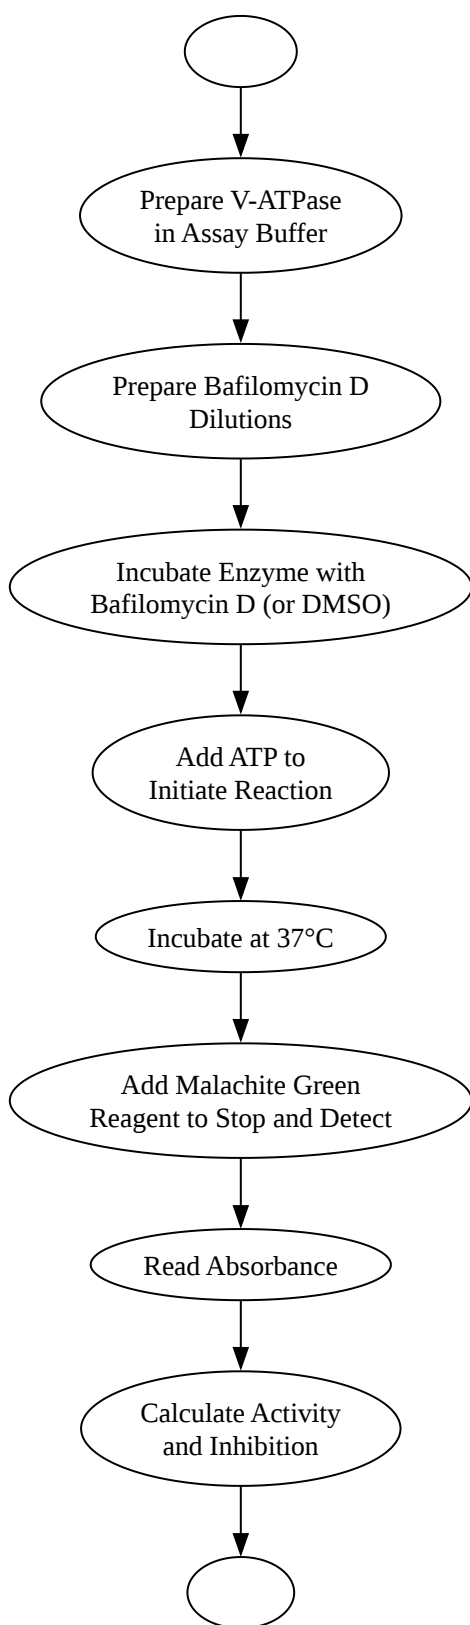 Prepare V-ATPase
in Assay Buffer
Prepare Bafilomycin D
Dilutions
Incubate Enzyme with
Bafilomycin D (or DMSO)
Add ATP to
Initiate Reaction
Incubate at 37°C
Add Malachite Green
Reagent to Stop and Detect
Read Absorbance
Calculate Activity
and Inhibition